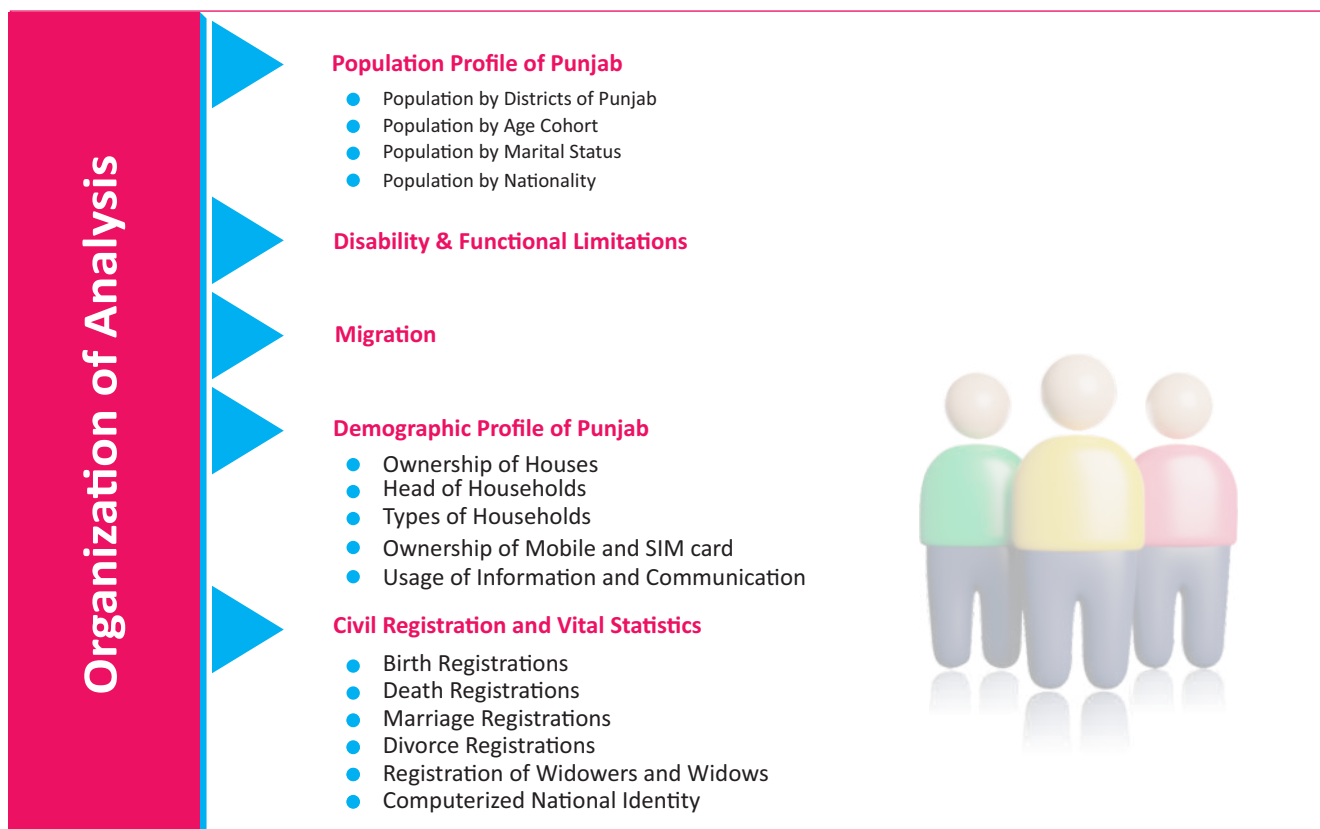 Organization of Analysis
Population Profile of Punjab
Population by Districts of Punjab
Population by Age Cohort
Population by Marital Status
Population by Nationality
Disability & Functional Limitations
Migration
Demographic Profile of Punjab
Ownership of Houses
Head of Households
Types of Households
Ownership of Mobile and SIM card
Usage of Information and Communication
Civil Registration and Vital Statistics
Birth Registrations
Death Registrations
Marriage Registrations
Divorce Registrations
Registration of Widowers and Widows
Computerized National Identity